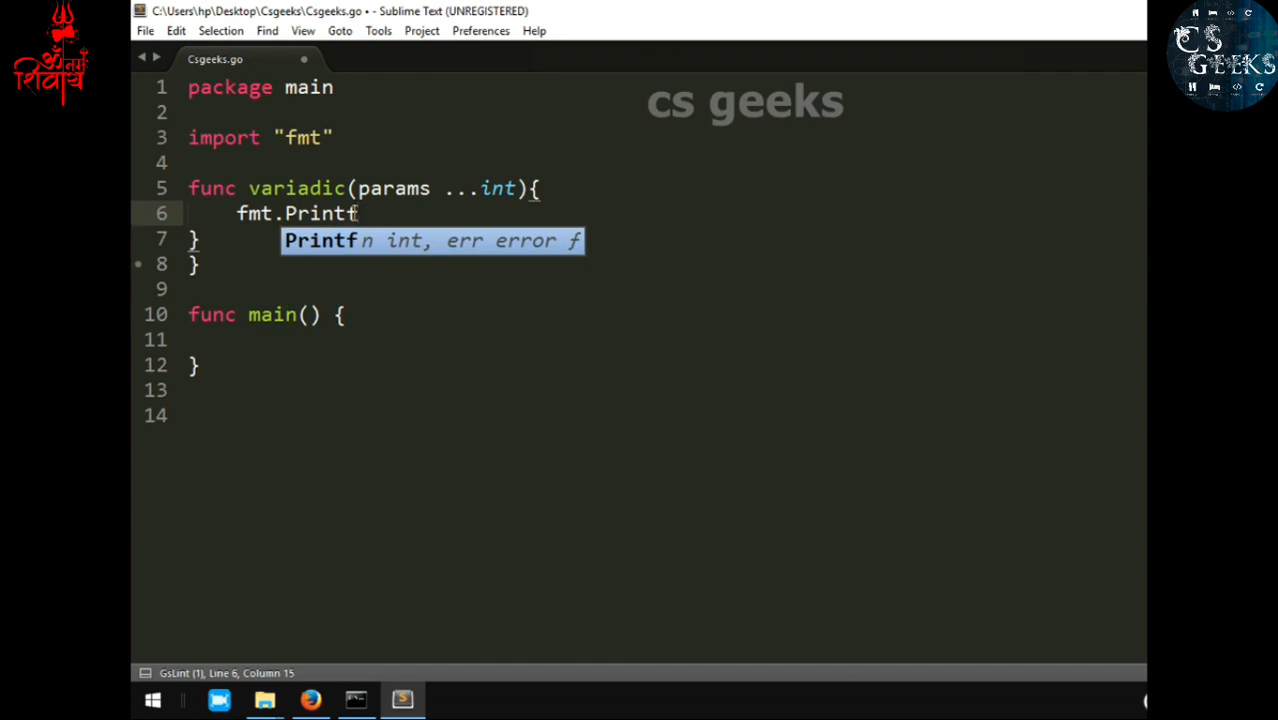 C:\Users\hp\Desktop\Csgeeks\Csgeeks.go • - Sublime Text (UNREGISTERED)
File Edit Selection Find View Goto Tools Project Preferences Help
Csgeeks.go
ॐ नमः
शिवाय
CS
GEEKS
cs geeks
1 package main
2
3 import "fmt"
4
5 func variadic(params ...int){
6 fmt.Printf
Printf n int, err error ƒ
7 }
8 }
9
10 func main() {
11
12 }
13
14
GsLint (1), Line 6, Column 15